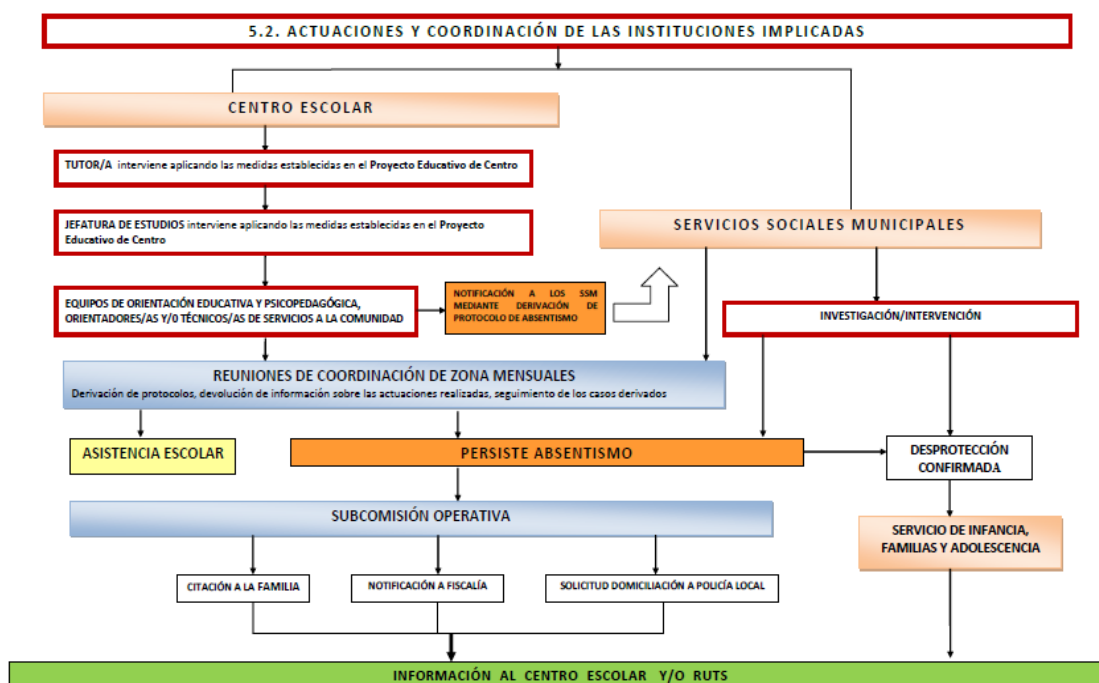 5.2. ACTUACIONES Y COORDINACIÓN DE LAS INSTITUCIONES IMPLICADAS
CENTRO ESCOLAR
TUTOR/A interviene aplicando las medidas establecidas en el Proyecto Educativo de Centro
JEFATURA DE ESTUDIOS interviene aplicando las medidas establecidas en el Proyecto
Educativo de Centro
SERVICIOS SOCIALES MUNICIPALES
EQUIPOS DE ORIENTACIÓN EDUCATIVA Y PSICOPEDAGÓGICA,
ORIENTADORES/AS Y/0 TÉCNICOS/AS DE SERVICIOS A LA COMUNIDAD
NOTIFICACIÓN A LOS SSM
MEDIANTE DERIVACIÓN DE
PROTOCOLO DE ABSENTISMO
INVESTIGACIÓN/INTERVENCIÓN
REUNIONES DE COORDINACIÓN DE ZONA MENSUALES
Derivación de protocolos, devolución de información sobre las actuaciones realizadas, seguimiento de los casos derivados
ASISTENCIA ESCOLAR
PERSISTE ABSENTISMO
DESPROTECCIÓN
CONFIRMADA
SUBCOMISIÓN OPERATIVA
SERVICIO DE INFANCIA,
FAMILIAS Y ADOLESCENCIA
CITACIÓN A LA FAMILIA
NOTIFICACIÓN A FISCALÍA
SOLICITUD DOMICILIACIÓN A POLICÍA LOCAL
INFORMACIÓN AL CENTRO ESCOLAR Y/O RUTS